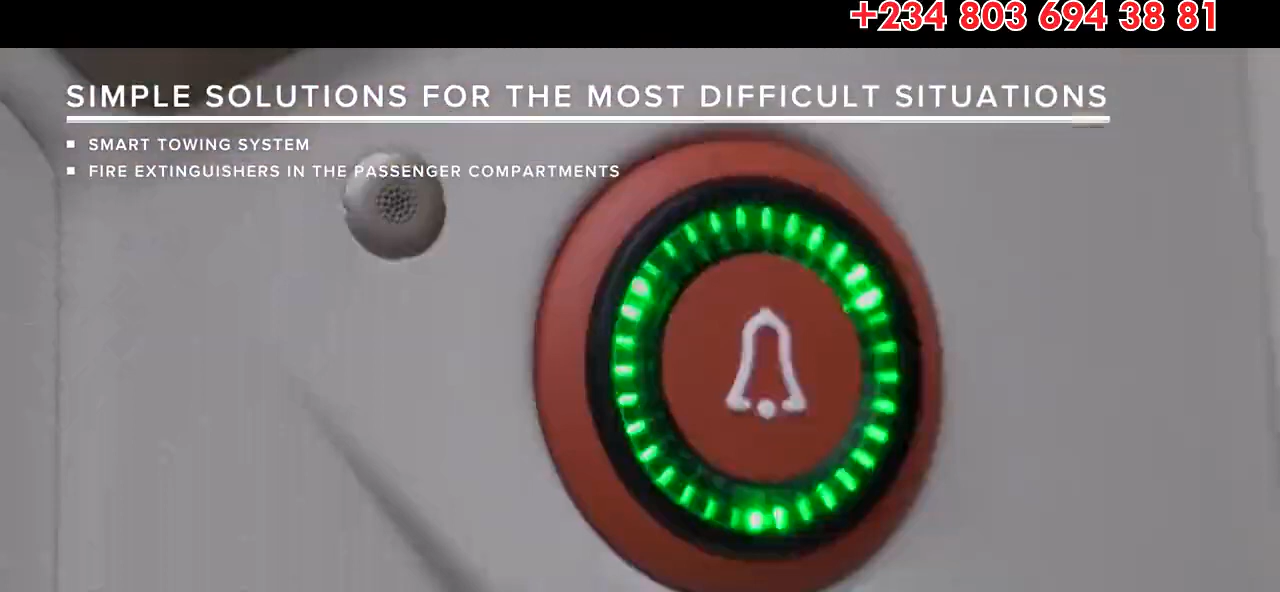 +234 803 694 38 81
SIMPLE SOLUTIONS FOR THE MOST DIFFICULT SITUATIONS
▪ SMART TOWING SYSTEM
▪ FIRE EXTINGUISHERS IN THE PASSENGER COMPARTMENTS